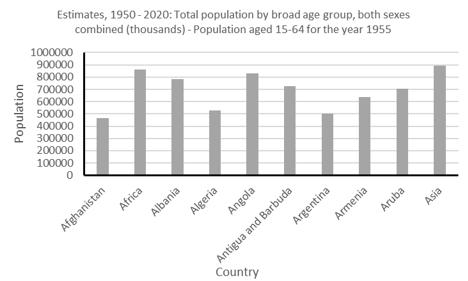 Estimates, 1950 - 2020: Total population by broad age group, both sexes
combined (thousands) - Population aged 15-64 for the year 1955
1000000
900000
800000
700000
600000
500000
400000
300000
200000
100000
0
Population
Afghanistan
Africa
Albania
Algeria
Angola
Antigua and Barbuda
Argentina
Armenia
Aruba
Asia
Country